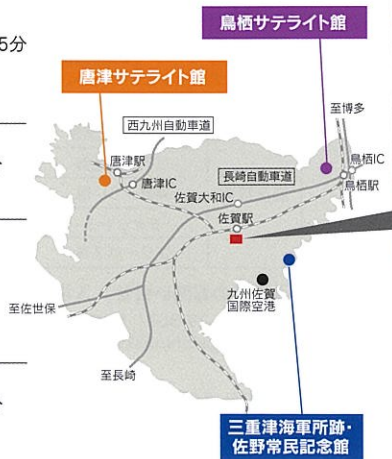 5分
鳥栖サテライト館
唐津サテライト館
至博多
西九州自動車道
唐津駅
唐津IC
長崎自動車道
鳥栖IC
鳥栖駅
佐賀大和IC
佐賀駅
九州佐賀
国際空港
至佐世保
至長崎
三重津海軍所跡・
佐野常民記念館